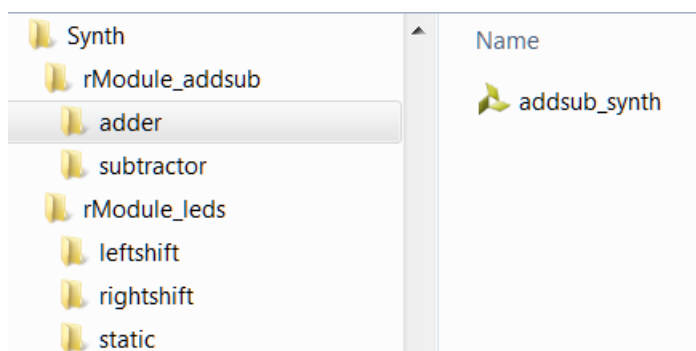 Synth
rModule_addsub
adder
subtractor
rModule_leds
leftshift
rightshift
static
Name
addsub_synth